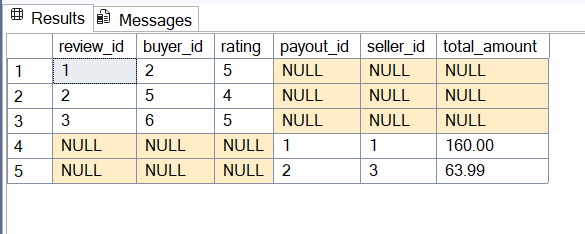 Results Messages
review_id buyer_id rating payout_id seller_id total_amount
1 1 2 5 NULL NULL NULL
2 2 5 4 NULL NULL NULL
3 3 6 5 NULL NULL NULL
4 NULL NULL NULL 1 1 160.00
5 NULL NULL NULL 2 3 63.99